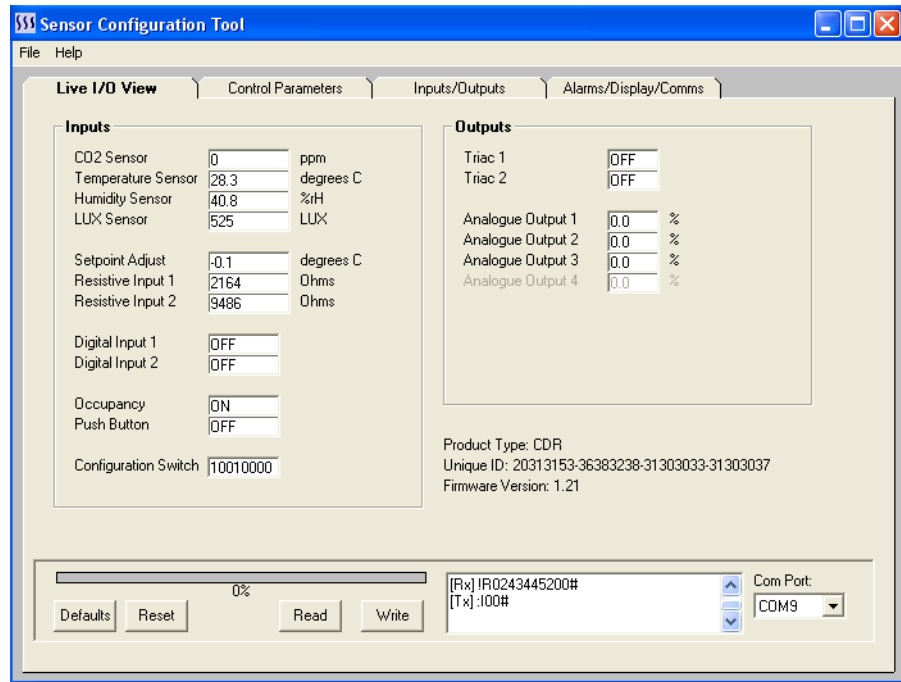 Sensor Configuration Tool
File Help
Live I/O View Control Parameters Inputs/Outputs Alarms/Display/Comms
Inputs
CO2 Sensor 0 ppm
Temperature Sensor 28.3 degrees C
Humidity Sensor 40.8 %rH
LUX Sensor 525 LUX
Setpoint Adjust -0.1 degrees C
Resistive Input 1 2164 Ohms
Resistive Input 2 9486 Ohms
Digital Input 1 OFF
Digital Input 2 OFF
Occupancy ON
Push Button OFF
Configuration Switch 10010000
Outputs
Triac 1 OFF
Triac 2 OFF
Analogue Output 1 0.0 %
Analogue Output 2 0.0 %
Analogue Output 3 0.0 %
Analogue Output 4 0.0 %
Product Type: CDR
Unique ID: 20313153-36383238-31303033-31303037
Firmware Version: 1.21
0%
Defaults Reset Read Write
[Rx] !R0243445200#
[Tx] :I00#
Com Port:
COM9